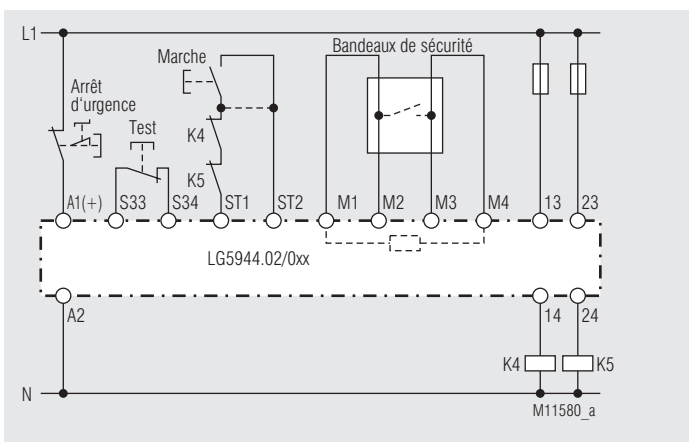 L1
Marche
Bandeaux de sécurité
Arrêt
d'urgence
Test
K4
K5
A1(+) S33 S34 ST1 ST2 M1 M2 M3 M4 13 23
LG5944.02/0xx
A2 14 24
K4 K5
N
M11580_a